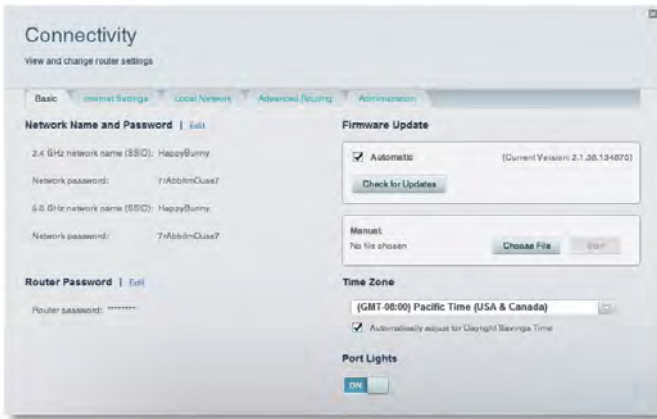 Connectivity
View and change router settings
Basic
Internet Settings
Local Network
Advanced Routing
Administration
Network Name and Password | Edit
2.4 GHz network name (SSID): HappyBunny
Network password:
5.0 GHz network name (SSID): HappyBunny
Network password:
Router Password | Edit
Router password: ********
Firmware Update
Automatic
(Current Version: 2.1.38.134870)
Check for Updates
Manual:
No file chosen
Choose File
Start
Time Zone
(GMT-08:00) Pacific Time (USA & Canada)
Automatically adjust for Daylight Savings Time
Port Lights
ON